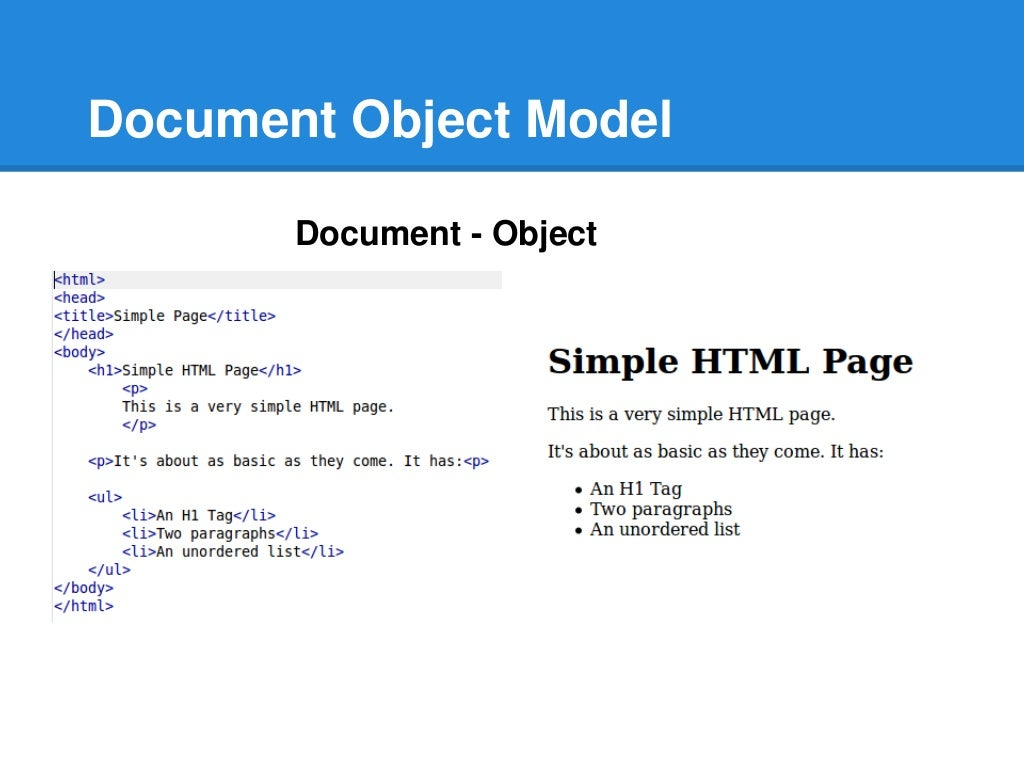 Document Object Model
Document - Object
<html>
<head>
<title>Simple Page</title>
</head>
<body>
<h1>Simple HTML Page</h1>
<p>
This is a very simple HTML page.
</p>
<p>It's about as basic as they come. It has:<p>
<ul>
<li>An H1 Tag</li>
<li>Two paragraphs</li>
<li>An unordered list</li>
</ul>
</body>
</html>
Simple HTML Page
This is a very simple HTML page.
It's about as basic as they come. It has:
• An H1 Tag
• Two paragraphs
• An unordered list